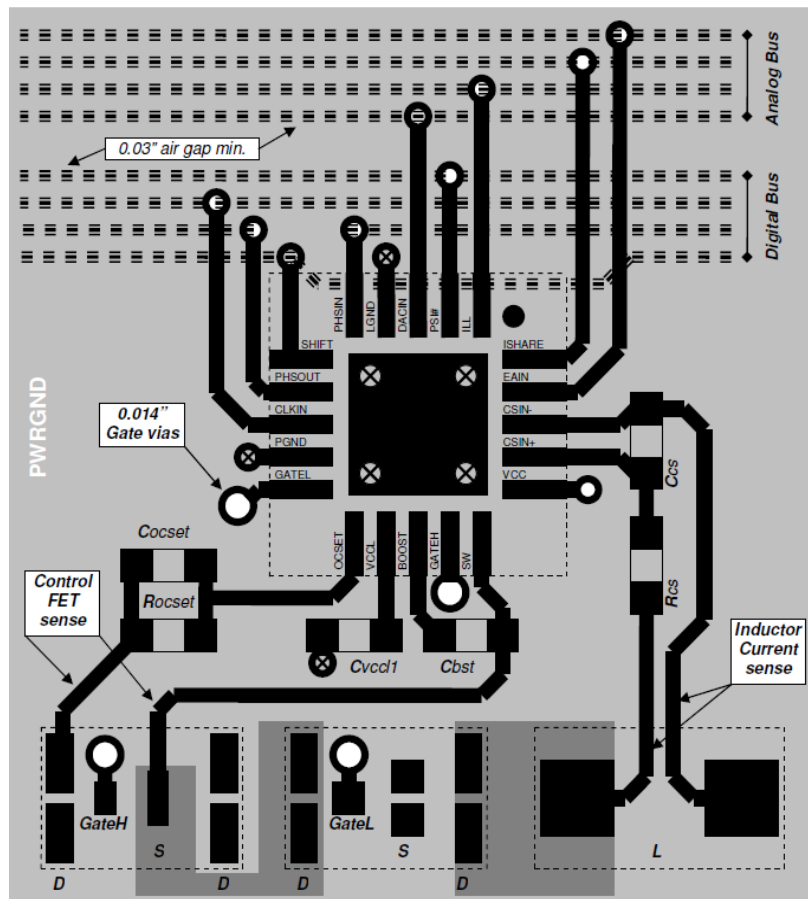 Analog Bus
0.03" air gap min.
Digital Bus
PHSIN
LGND
DACIN
PSI#
ILL
SHIFT
ISHARE
PHSOUT
EAIN
CLKIN
CSIN-
PGND
CSIN+
GATEL
VCC
PWRGND
0.014"
Gate vias
Ccs
OCSET
VCCL
BOOST
GATEH
SW
Cocset
Rocset
Control
FET
sense
Rcs
Cvccl1
Cbst
Inductor
Current
sense
GateH
S
GateL
S
L
D
D
D
D